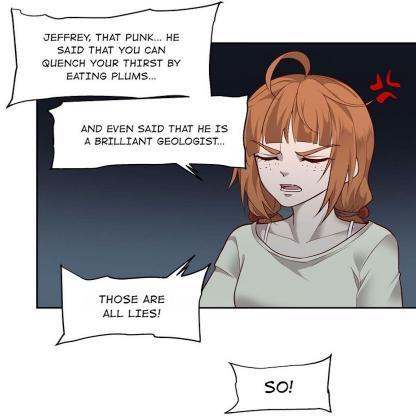 JEFFREY, THAT PUNK... HE
SAID THAT YOU CAN
QUENCH YOUR THIRST BY
EATING PLUMS...
AND EVEN SAID THAT HE IS
A BRILLIANT GEOLOGIST...
THOSE ARE
ALL LIES!
SO!